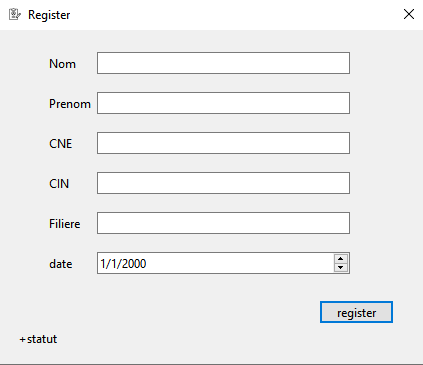 Register
Nom
Prenom
CNE
CIN
Filiere
date 1/1/2000
register
+statut